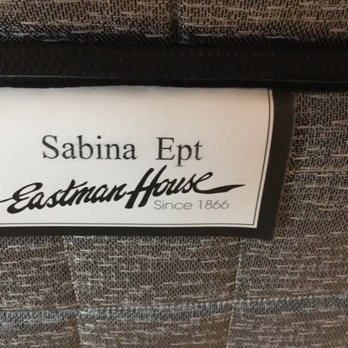 Sabina Ept
Eastman House
Since 1866